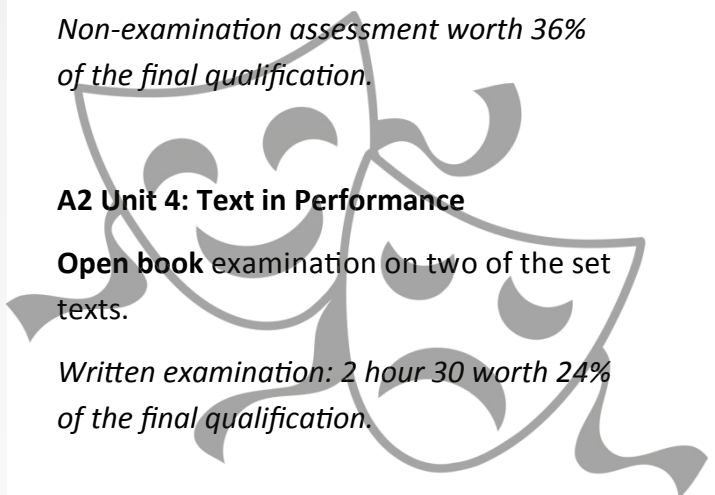 Non-examination assessment worth 36%
of the final qualification.
A2 Unit 4: Text in Performance
Open book examination on two of the set
texts.
Written examination: 2 hour 30 worth 24%
of the final qualification.